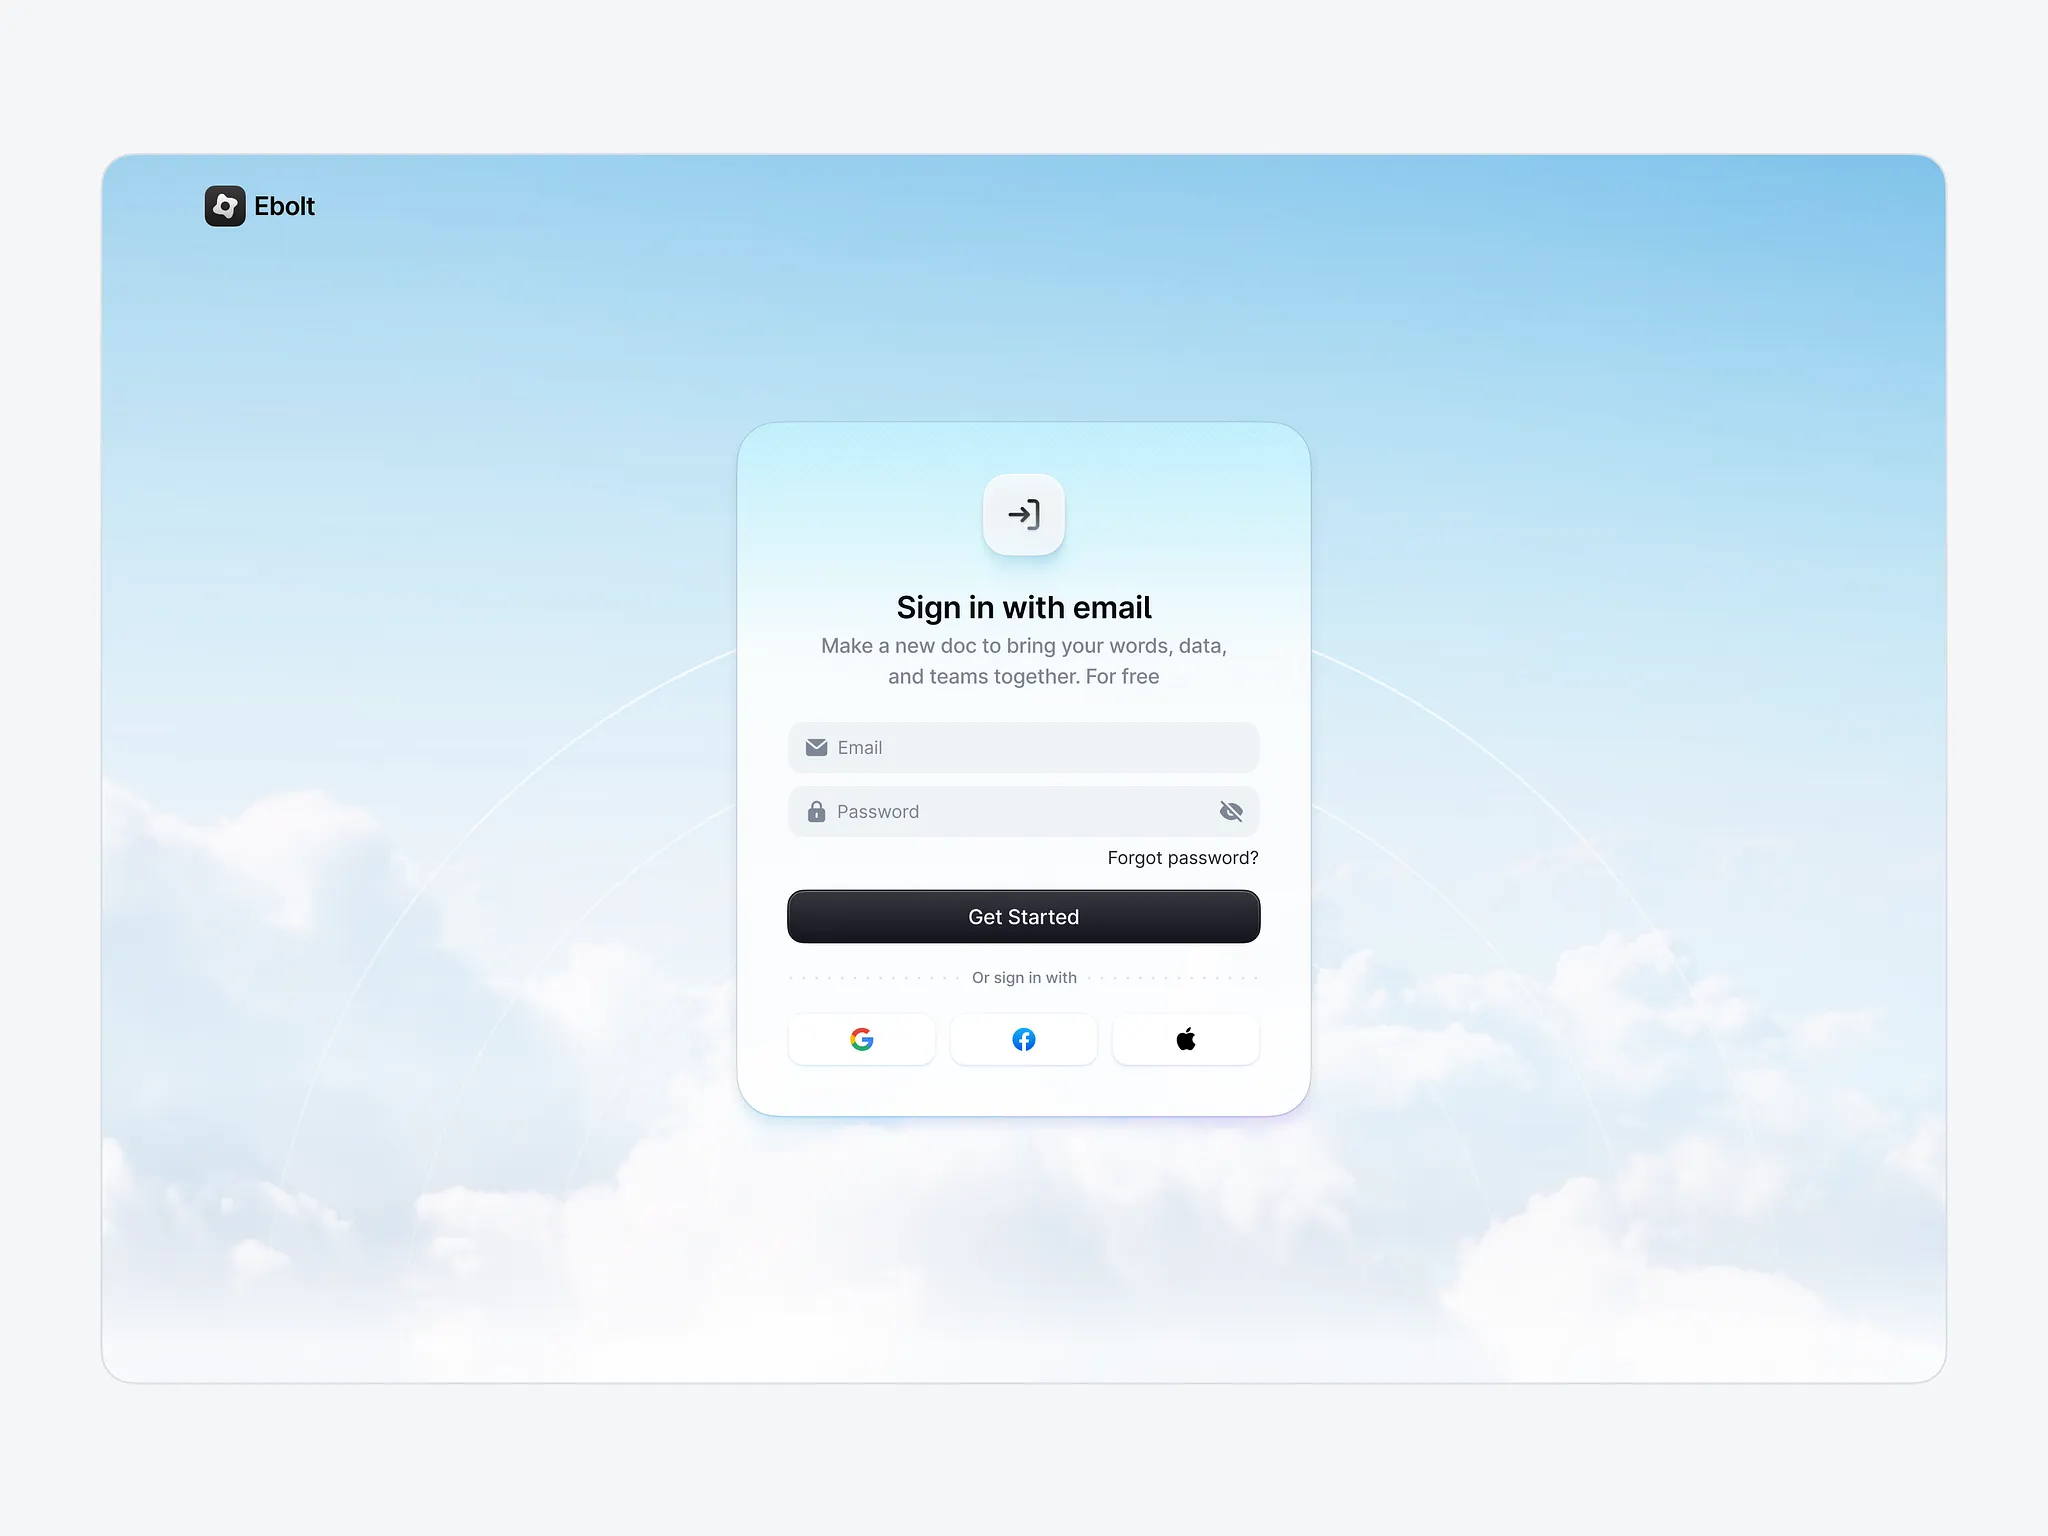 Ebolt
Sign in with email
Make a new doc to bring your words, data,
and teams together. For free
Email
Password
Forgot password?
Get Started
Or sign in with